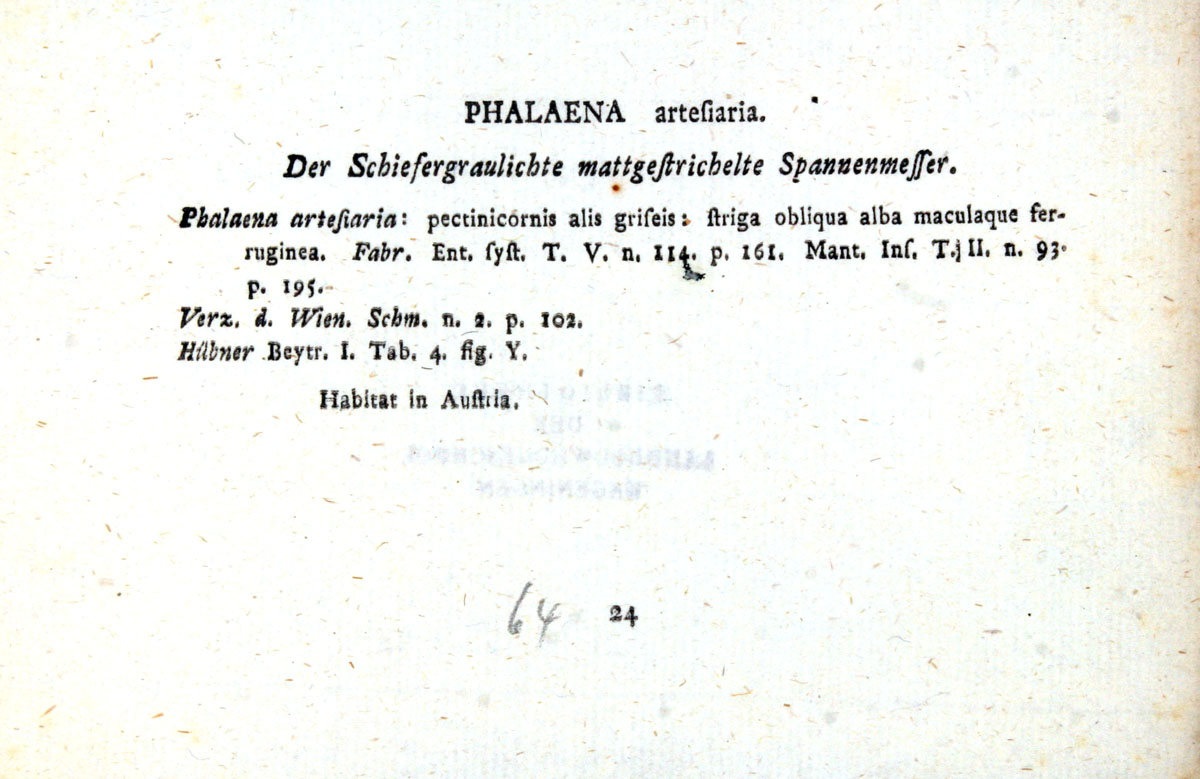 PHALAENA arteſiaria.
Der Schiefergraulichte mattgeſtrichelte Spannenmeſſer.
Phalaena arteſiaria: pectinicornis alis griſeis: ſtriga obliqua alba maculaque fer-
ruginea. Fabr. Ent. ſyſt. T. V. n. 114. p. 161. Mant. Inſ. T. II. n. 93.
p. 195.
Verz. d. Wien. Schm. n. 2. p. 102.
Hübner Beytr. I. Tab. 4. fig. Y.
Habitat in Auſtria.
DER
WAGENINGEN
64 24